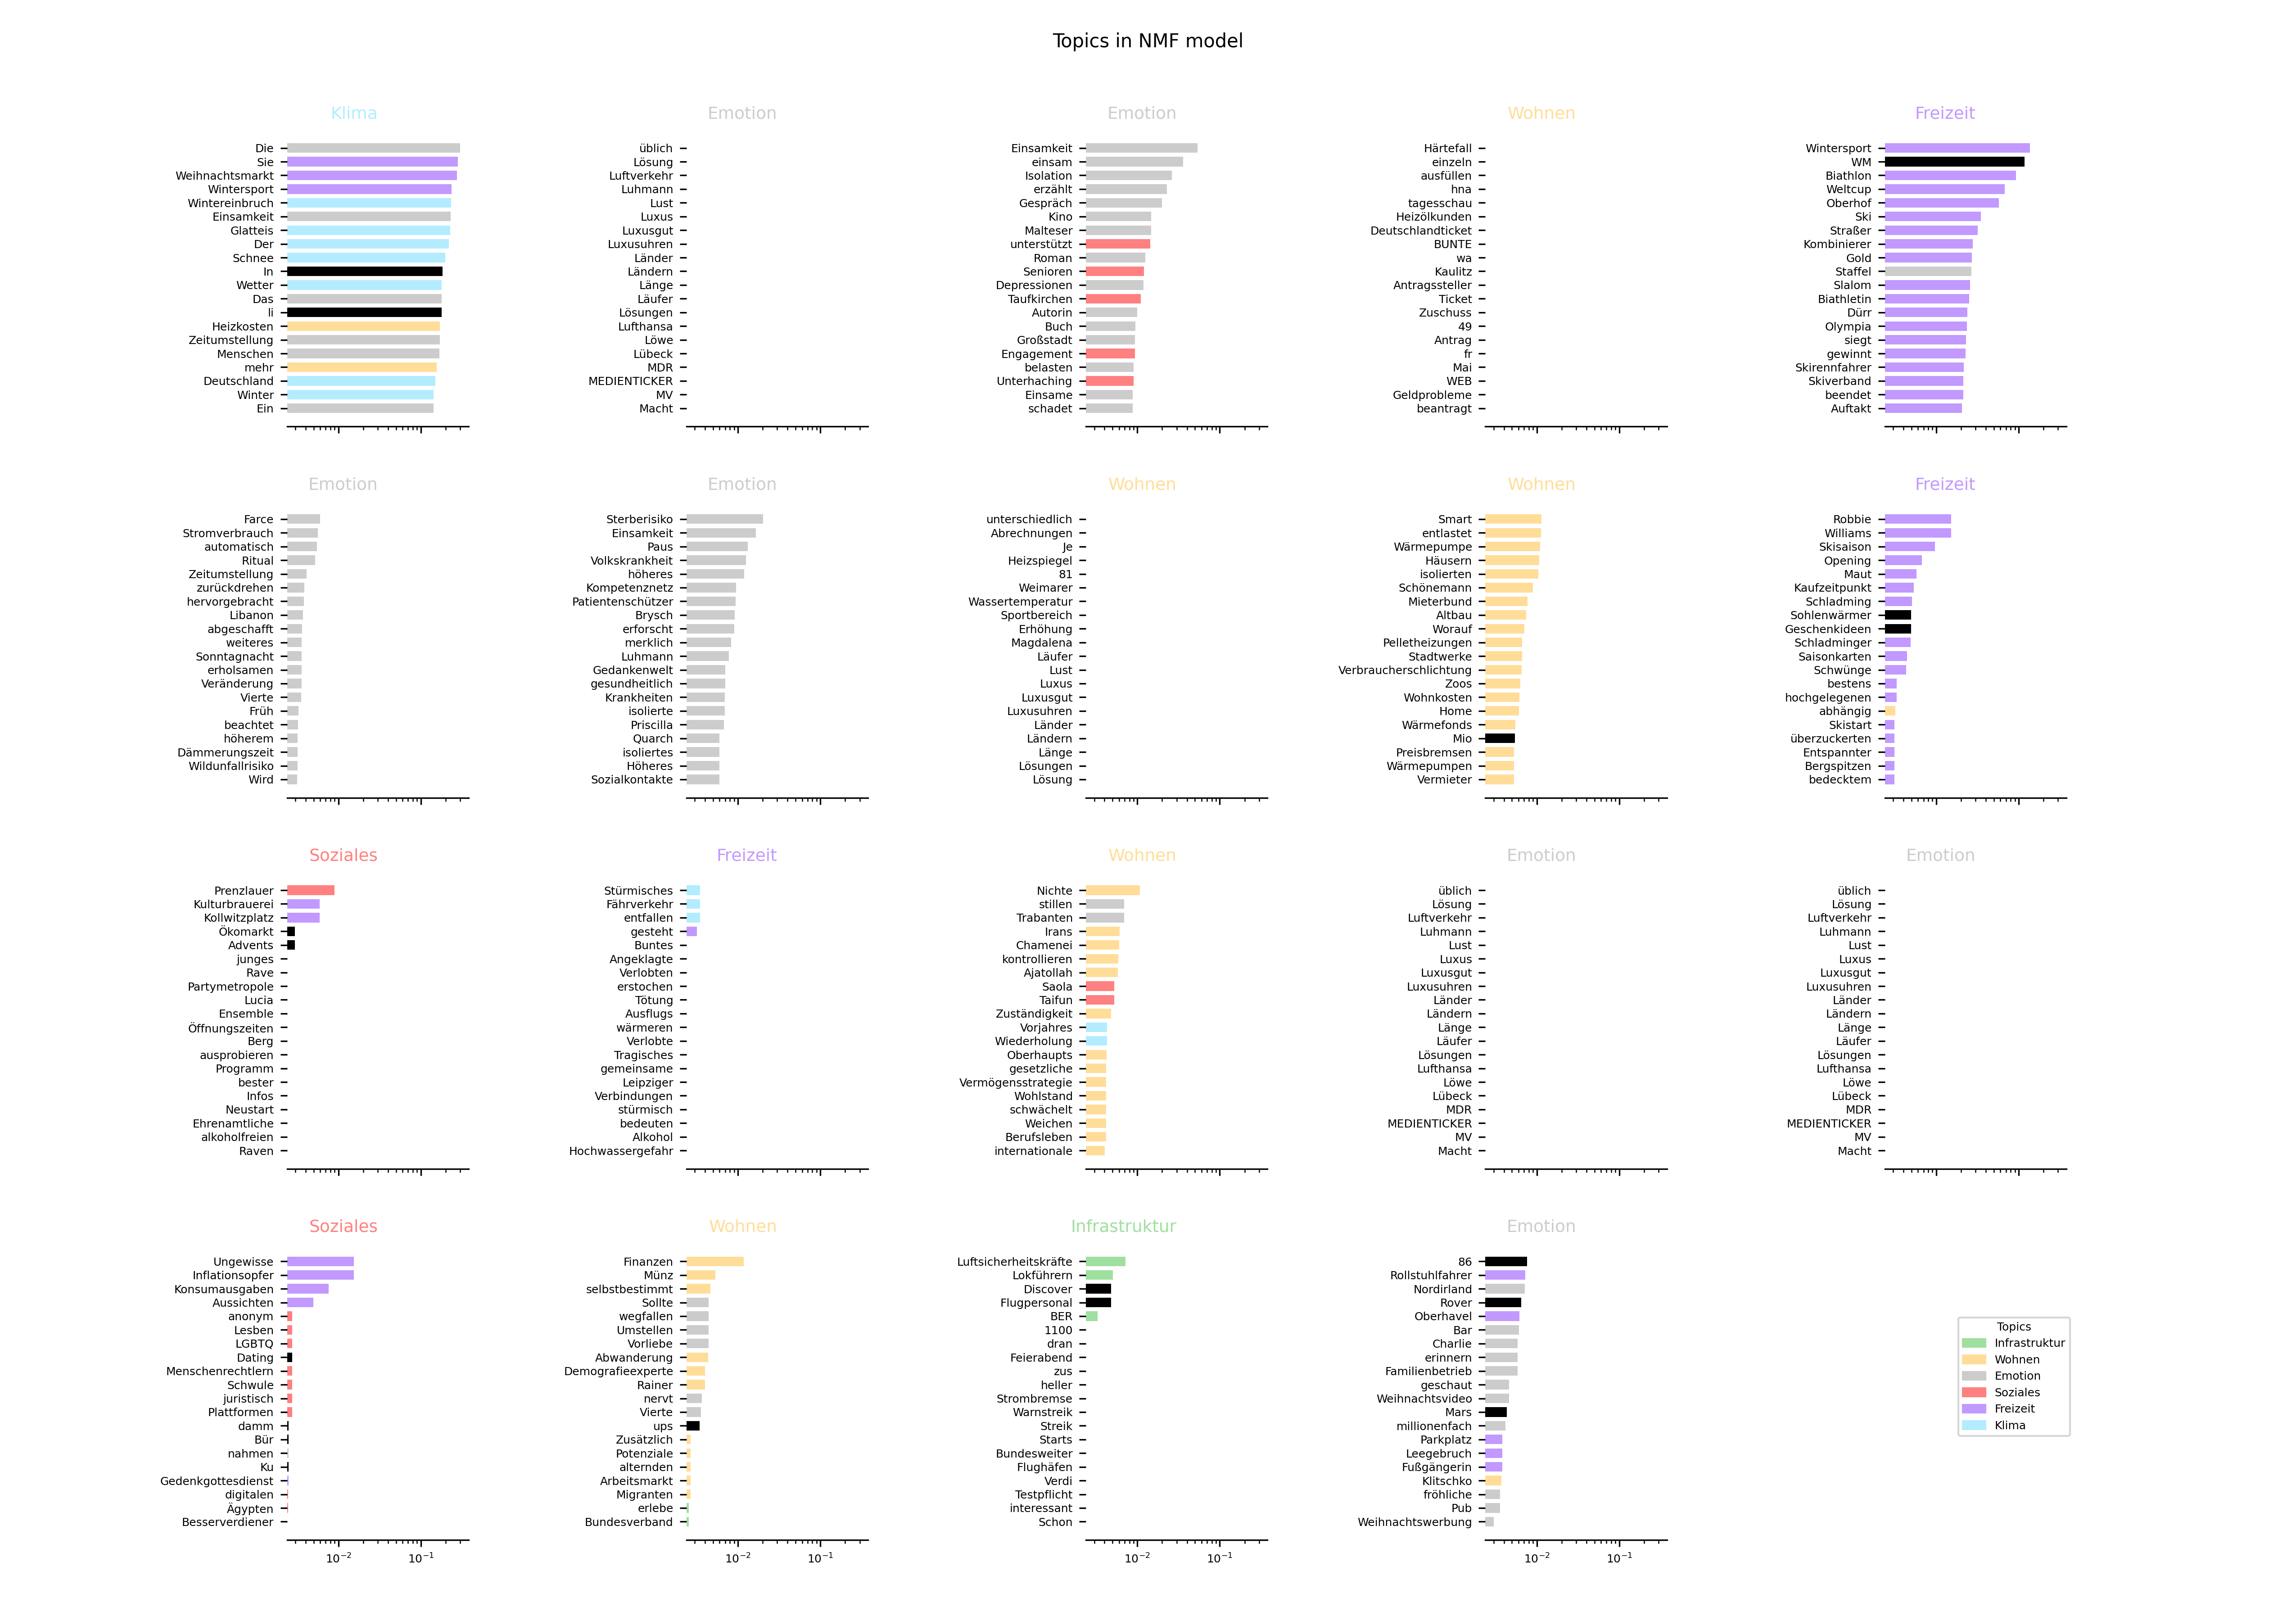 Topics in NMF model
Klima
Die
Sie
Weihnachtsmarkt
Wintersport
Wintereinbruch
Einsamkeit
Glatteis
Der
Schnee
In
Wetter
Das
li
Heizkosten
Zeitumstellung
Menschen
mehr
Deutschland
Winter
Ein
Emotion
üblich
Lösung
Luftverkehr
Luhmann
Lust
Luxus
Luxusgut
Luxusuhren
Länder
Ländern
Länge
Läufer
Lösungen
Lufthansa
Löwe
Lübeck
MDR
MEDIENTICKER
MV
Macht
Emotion
Einsamkeit
einsam
Isolation
erzählt
Gespräch
Kino
Malteser
unterstützt
Roman
Senioren
Depressionen
Taufkirchen
Autorin
Buch
Großstadt
Engagement
belasten
Unterhaching
Einsame
schadet
Wohnen
Härtefall
einzeln
ausfüllen
hna
tagesschau
Heizölkunden
Deutschlandticket
BUNTE
wa
Kaulitz
Antragssteller
Ticket
Zuschuss
49
Antrag
fr
Mai
WEB
Geldprobleme
beantragt
Freizeit
Wintersport
WM
Biathlon
Weltcup
Oberhof
Ski
Straßer
Kombinierer
Gold
Staffel
Slalom
Biathletin
Dürr
Olympia
siegt
gewinnt
Skirennfahrer
Skiverband
beendet
Auftakt
Emotion
Farce
Stromverbrauch
automatisch
Ritual
Zeitumstellung
zurückdrehen
hervorgebracht
Libanon
abgeschafft
weiteres
Sonntagnacht
erholsamen
Veränderung
Vierte
Früh
beachtet
höherem
Dämmerungszeit
Wildunfallrisiko
Wird
Emotion
Sterberisiko
Einsamkeit
Paus
Volkskrankheit
höheres
Kompetenznetz
Patientenschützer
Brysch
erforscht
merklich
Luhmann
Gedankenwelt
gesundheitlich
Krankheiten
isolierte
Priscilla
Quarch
isoliertes
Höheres
Sozialkontakte
Wohnen
unterschiedlich
Abrechnungen
Je
Heizspiegel
81
Weimarer
Wassertemperatur
Sportbereich
Erhöhung
Magdalena
Läufer
Lust
Luxus
Luxusgut
Luxusuhren
Länder
Ländern
Länge
Lösungen
Lösung
Wohnen
Smart
entlastet
Wärmepumpe
Häusern
isolierten
Schönemann
Mieterbund
Altbau
Worauf
Pelletheizungen
Stadtwerke
Verbraucherschlichtung
Zoos
Wohnkosten
Home
Wärmefonds
Mio
Preisbremsen
Wärmepumpen
Vermieter
Freizeit
Robbie
Williams
Skisaison
Opening
Maut
Kaufzeitpunkt
Schladming
Sohlenwärmer
Geschenkideen
Schladminger
Saisonkarten
Schwünge
bestens
hochgelegenen
abhängig
Skistart
überzuckerten
Entspannter
Bergspitzen
bedecktem
Soziales
Prenzlauer
Kulturbrauerei
Kollwitzplatz
Ökomarkt
Advents
junges
Rave
Partymetropole
Lucia
Ensemble
Öffnungszeiten
Berg
ausprobieren
Programm
bester
Infos
Neustart
Ehrenamtliche
alkoholfreien
Raven
Freizeit
Stürmisches
Fährverkehr
entfallen
gesteht
Buntes
Angeklagte
Verlobten
erstochen
Tötung
Ausflugs
wärmeren
Verlobte
Tragisches
gemeinsame
Leipziger
Verbindungen
stürmisch
bedeuten
Alkohol
Hochwassergefahr
Wohnen
Nichte
stillen
Trabanten
Irans
Chamenei
kontrollieren
Ajatollah
Saola
Taifun
Zuständigkeit
Vorjahres
Wiederholung
Oberhaupts
gesetzliche
Vermögensstrategie
Wohlstand
schwächelt
Weichen
Berufsleben
internationale
Emotion
üblich
Lösung
Luftverkehr
Luhmann
Lust
Luxus
Luxusgut
Luxusuhren
Länder
Ländern
Länge
Läufer
Lösungen
Lufthansa
Löwe
Lübeck
MDR
MEDIENTICKER
MV
Macht
Emotion
üblich
Lösung
Luftverkehr
Luhmann
Lust
Luxus
Luxusgut
Luxusuhren
Länder
Ländern
Länge
Läufer
Lösungen
Lufthansa
Löwe
Lübeck
MDR
MEDIENTICKER
MV
Macht
Soziales
Ungewisse
Inflationsopfer
Konsumausgaben
Aussichten
anonym
Lesben
LGBTQ
Dating
Menschenrechtlern
Schwule
juristisch
Plattformen
damm
Bür
nahmen
Ku
Gedenkgottesdienst
digitalen
Ägypten
Besserverdiener
10⁻² 10⁻¹
Wohnen
Finanzen
Münz
selbstbestimmt
Sollte
wegfallen
Umstellen
Vorliebe
Abwanderung
Demografieexperte
Rainer
nervt
Vierte
ups
Zusätzlich
Potenziale
alternden
Arbeitsmarkt
Migranten
erlebe
Bundesverband
10⁻² 10⁻¹
Infrastruktur
Luftsicherheitskräfte
Lokführern
Discover
Flugpersonal
BER
1100
dran
Feierabend
zus
heller
Strombremse
Warnstreik
Streik
Starts
Bundesweiter
Flughäfen
Verdi
Testpflicht
interessant
Schon
10⁻² 10⁻¹
Emotion
86
Rollstuhlfahrer
Nordirland
Rover
Oberhavel
Bar
Charlie
erinnern
Familienbetrieb
geschaut
Weihnachtsvideo
Mars
millionenfach
Parkplatz
Leegebruch
Fußgängerin
Klitschko
fröhliche
Pub
Weihnachtswerbung
10⁻² 10⁻¹
Topics
Infrastruktur
Wohnen
Emotion
Soziales
Freizeit
Klima